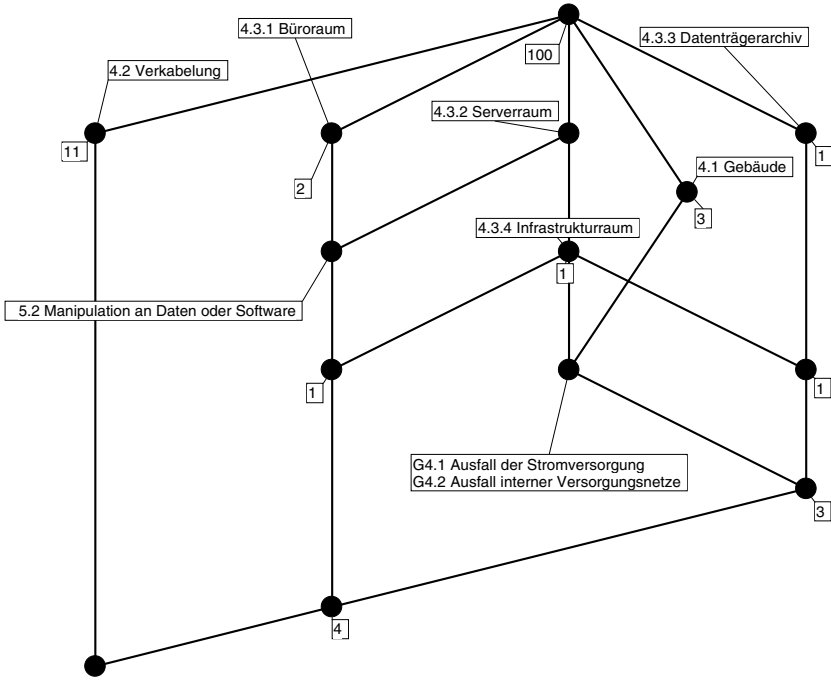 4.3.1 Büroraum
4.3.3 Datenträgerarchiv
100
4.2 Verkabelung
4.3.2 Serverraum
11
1
2
4.1 Gebäude
3
4.3.4 Infrastrukturraum
1
5.2 Manipulation an Daten oder Software
1
1
G4.1 Ausfall der Stromversorgung
G4.2 Ausfall interner Versorgungsnetze
3
4